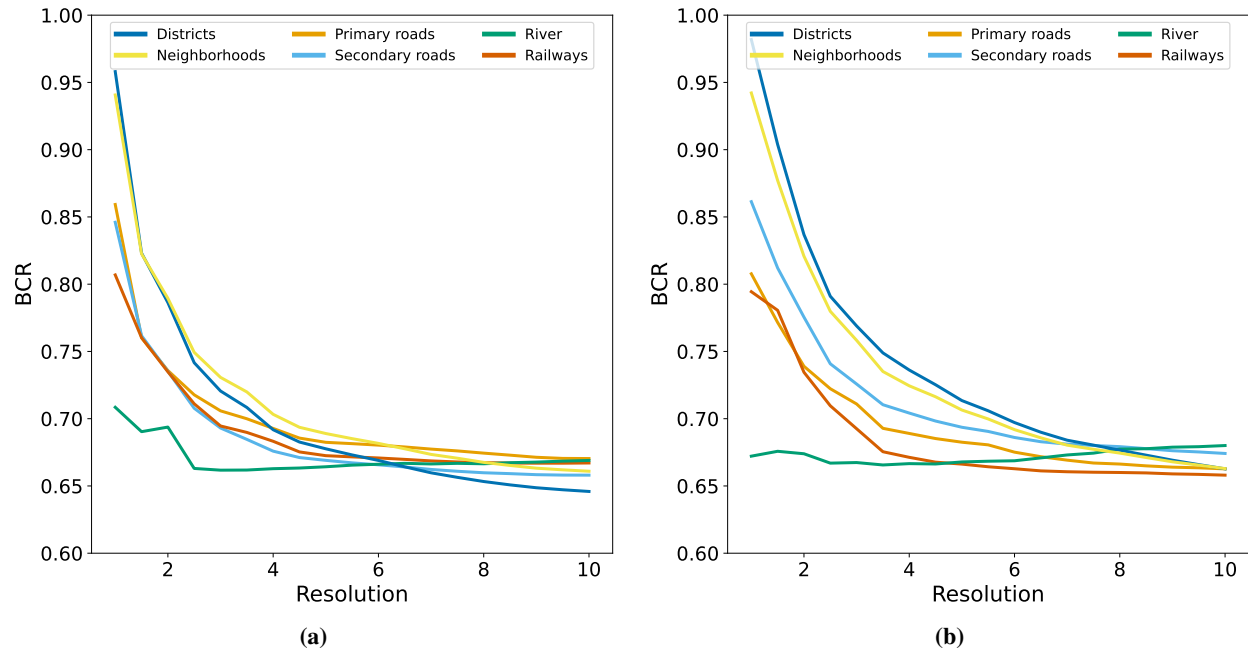 1.00
0.95
0.90
0.85
0.80
0.75
0.70
0.65
0.60
BCR
Districts
Neighborhoods
Primary roads
Secondary roads
River
Railways
2
4
6
8
10
Resolution
(a)
1.00
0.95
0.90
0.85
0.80
0.75
0.70
0.65
0.60
BCR
Districts
Neighborhoods
Primary roads
Secondary roads
River
Railways
2
4
6
8
10
Resolution
(b)